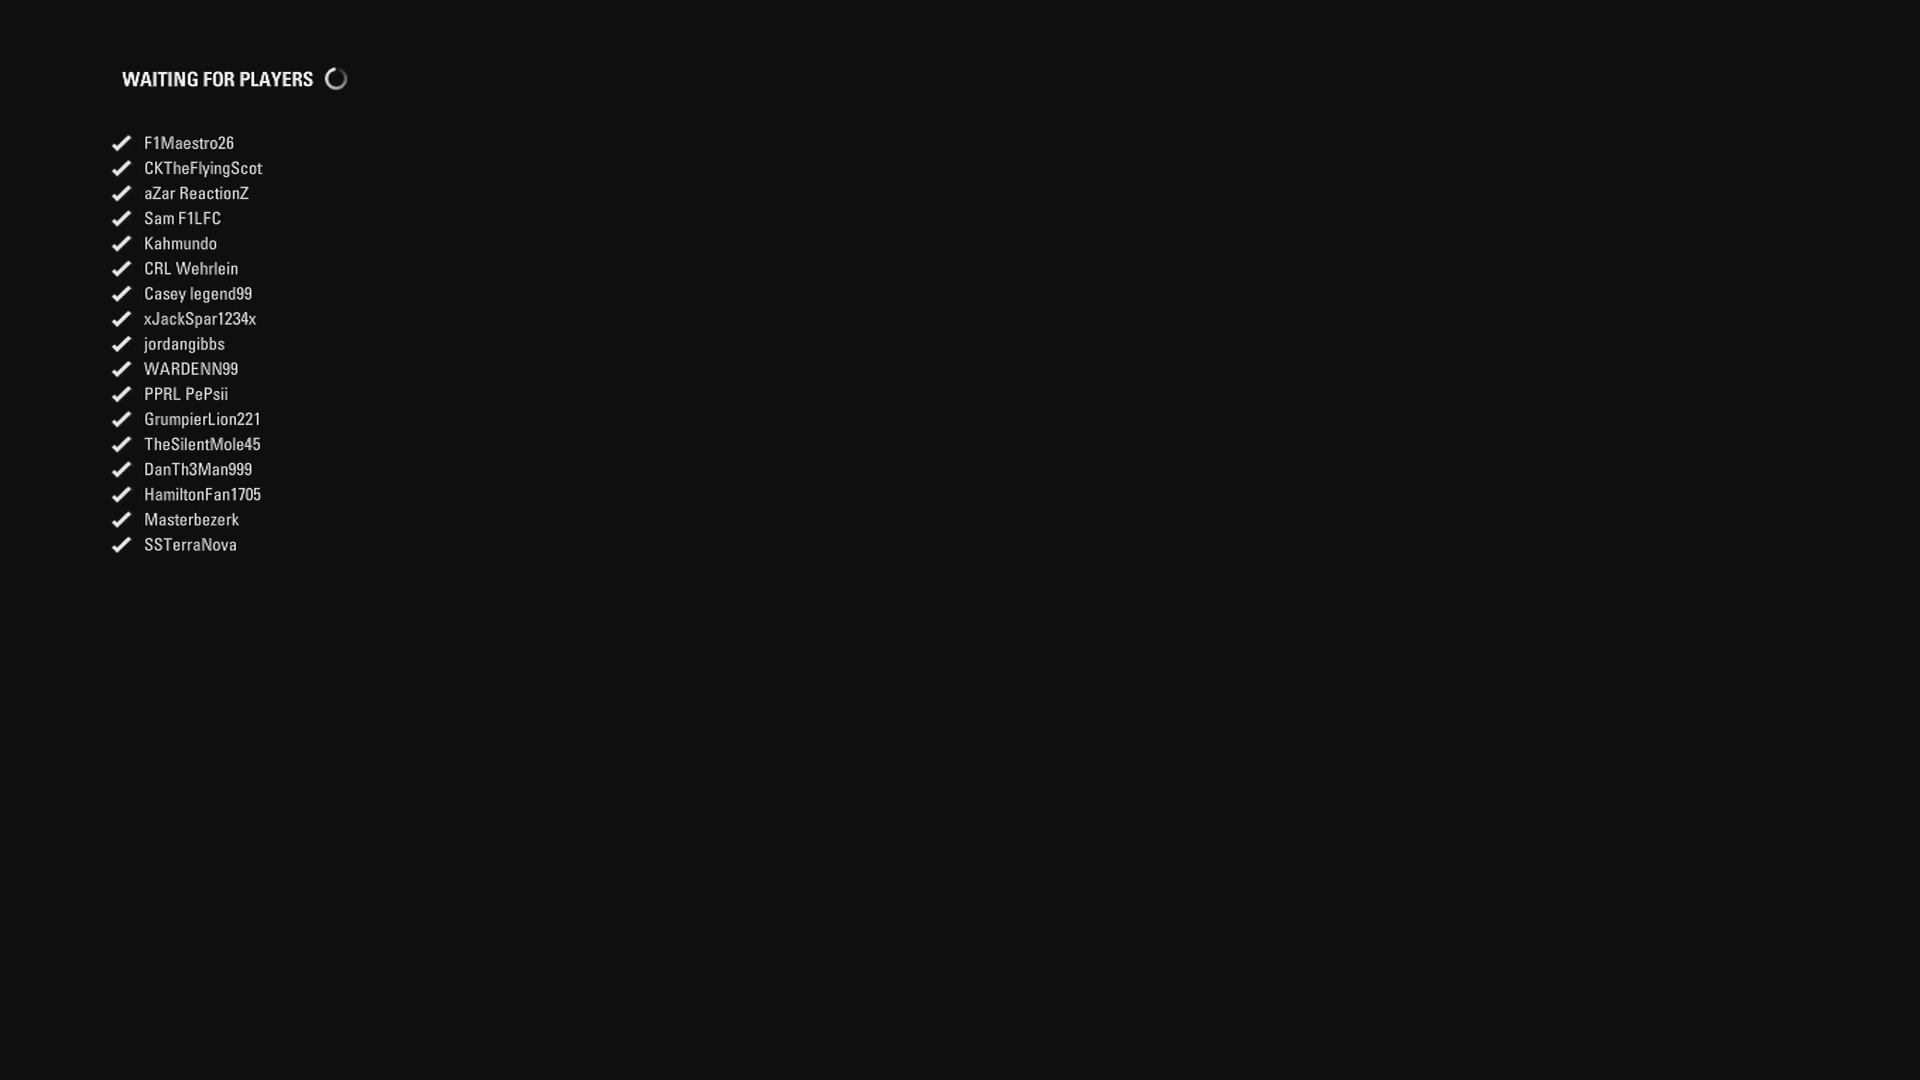 WAITING FOR PLAYERS
F1Maestro26
CKTheFlyingScot
aZar ReactionZ
Sam F1LFC
Kahmundo
CRL Wehrlein
Casey legend99
xJackSpar1234x
jordangibbs
WARDENN99
PPRL PePsii
GrumpierLion221
TheSilentMole45
DanTh3Man999
HamiltonFan1705
Masterbezerk
SSTerraNova